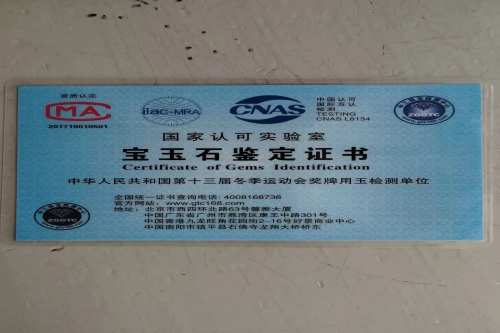 资质认定
MA
201719010601
ilac-MRA
CNAS
中国认可
国际互认
检测
TESTING
CNAS L6134
ZGGTC
国家认可实验室
宝玉石鉴定证书
Certificate of Gems Identification
中华人民共和国第十三届冬季运动会奖牌用玉检测单位
ZGGTC
全国统一证书查询电话: 4008168738
官方网站: www.gtc168.com
地址: 北京市西四环北路63号馨雅大厦
中国广东省广州市荔湾区康王中路301号
中国香港九龙旺角花园街2-16号好景商业中心
中国南阳市镇平县石佛寺龙翔大桥桥东